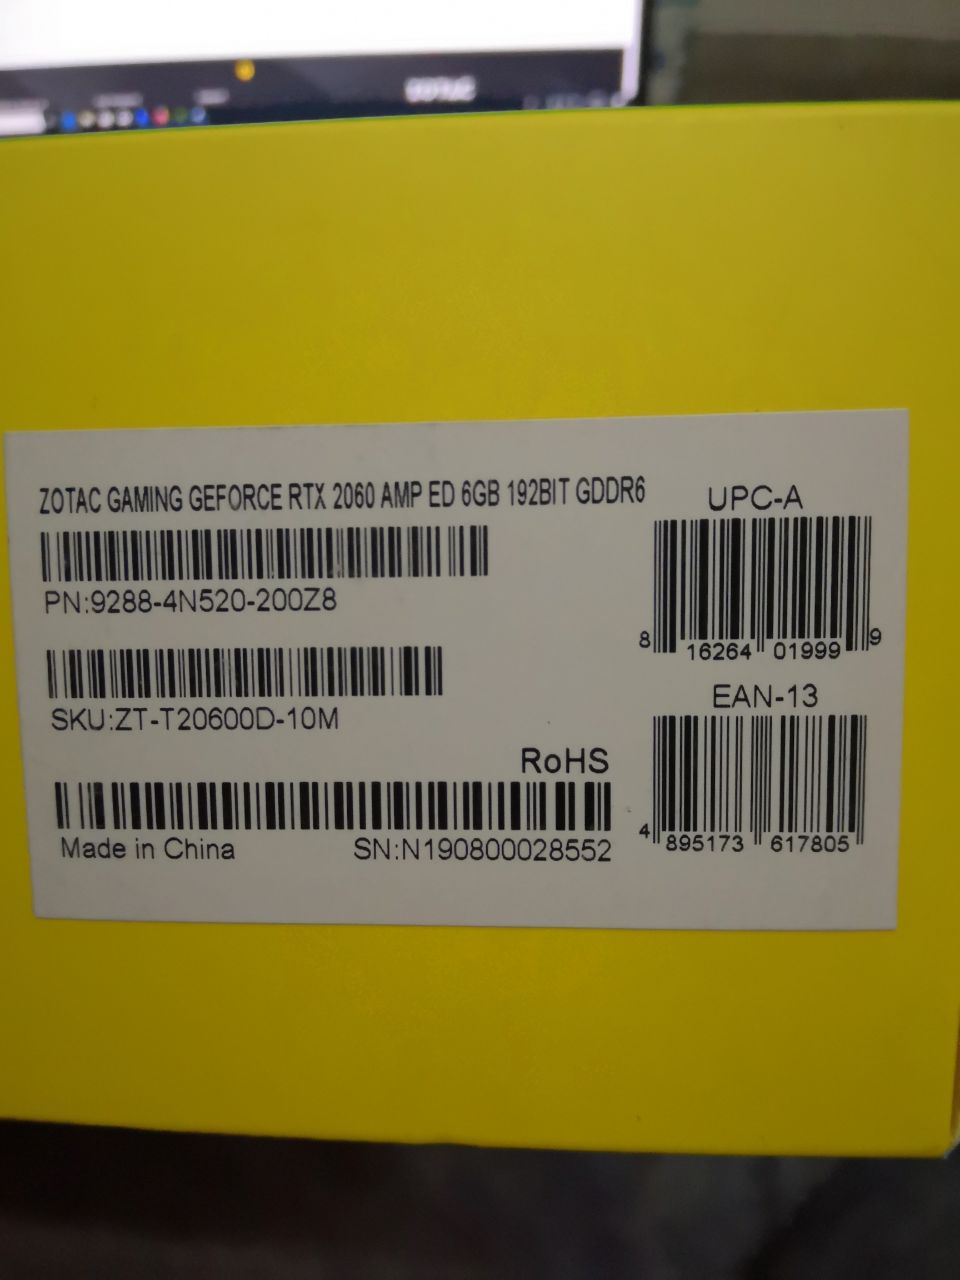 ZOTAC GAMING GEFORCE RTX 2060 AMP ED 6GB 192BIT GDDR6
PN:9288-4N520-200Z8
SKU:ZT-T20600D-10M
RoHS
Made in China
SN:N190800028552
UPC-A
8 16264 01999 9
EAN-13
4 895173 617805